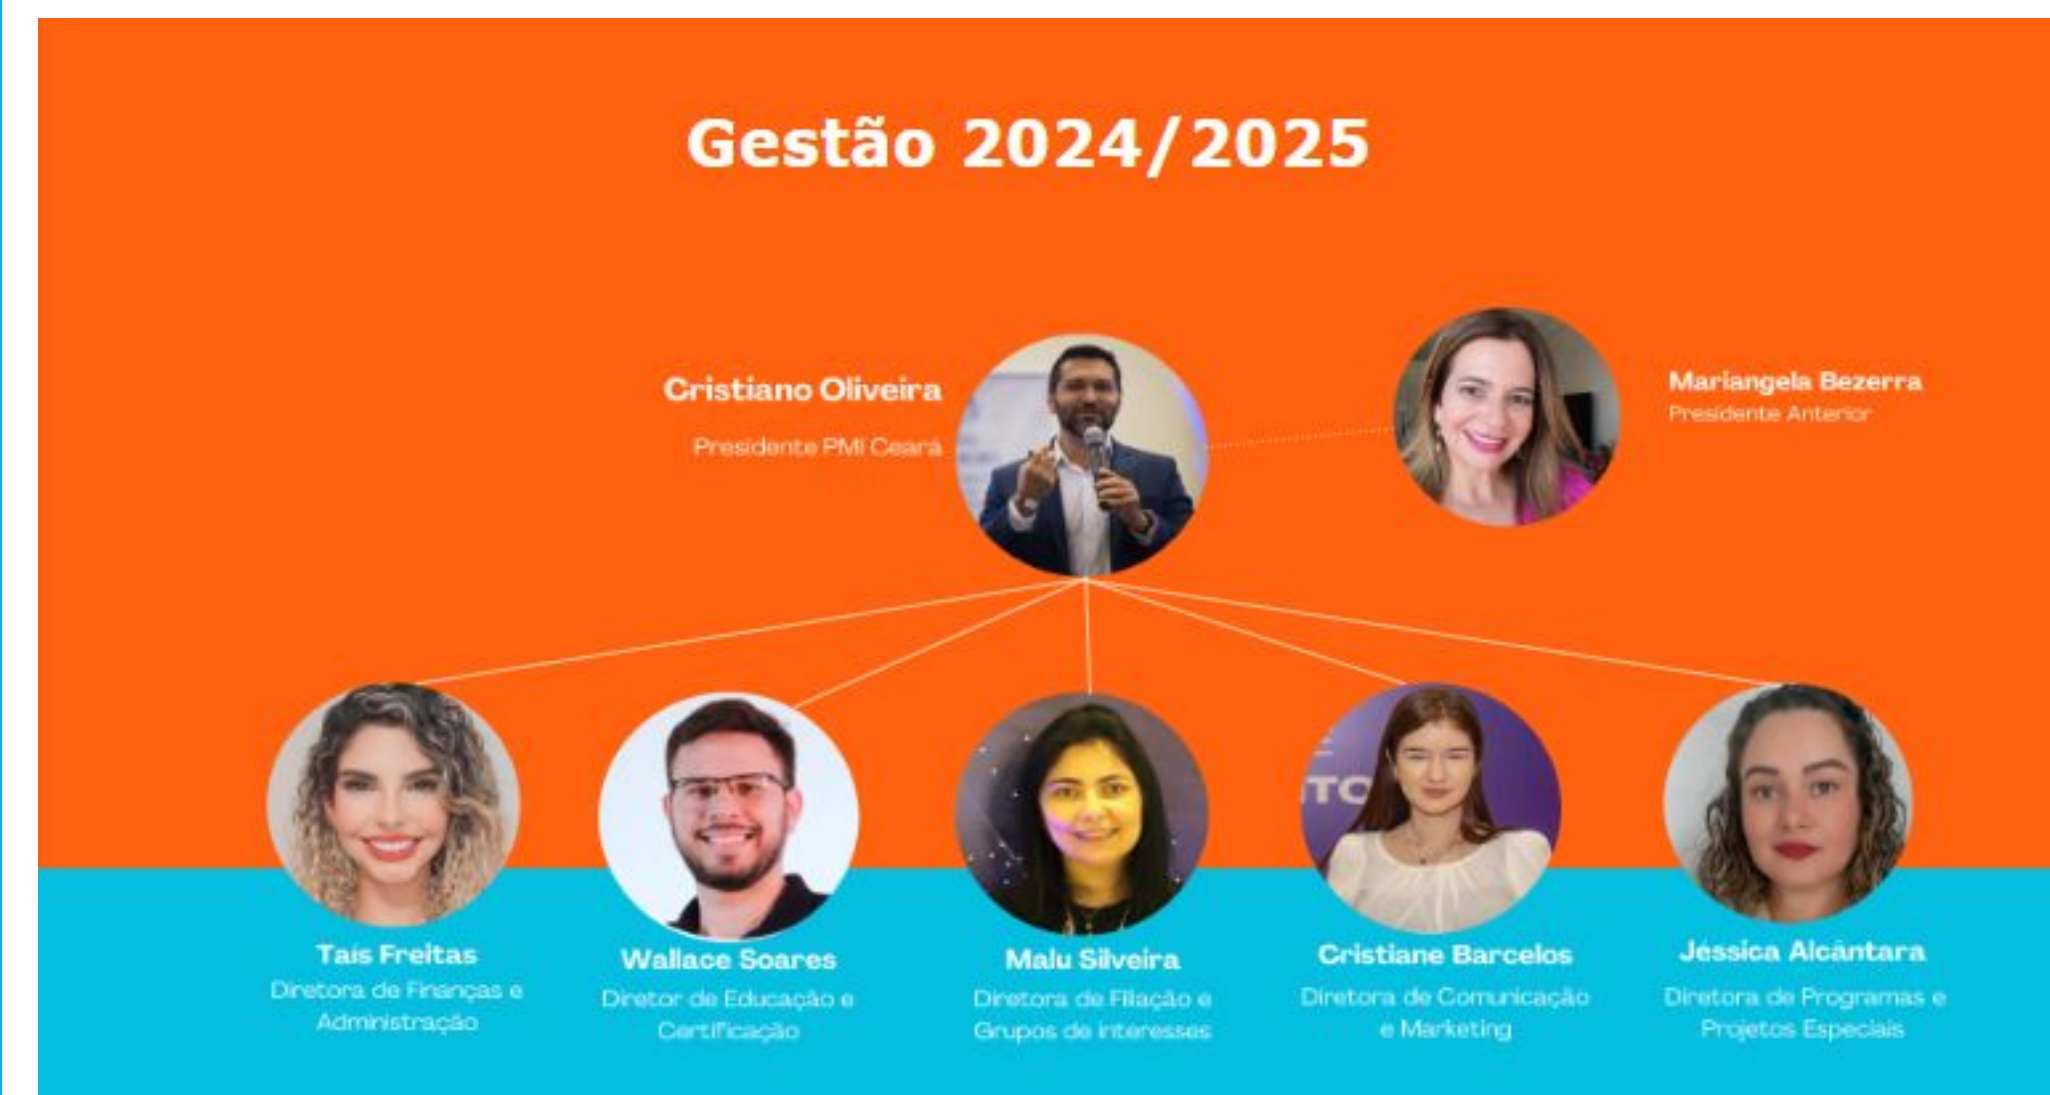 Gestão 2024/2025
Cristiano Oliveira
Presidente PMI Ceará
Mariangela Bezerra
Presidente Anterior
Taís Freitas
Diretora de Finanças e
Administração
Wallace Soares
Diretor de Educação e
Certificação
Malu Silveira
Diretora de Filiação e
Grupos de interesses
Cristiane Barcelos
Diretora de Comunicação
e Marketing
Jéssica Alcântara
Diretora de Programas e
Projetos Especiais
TO